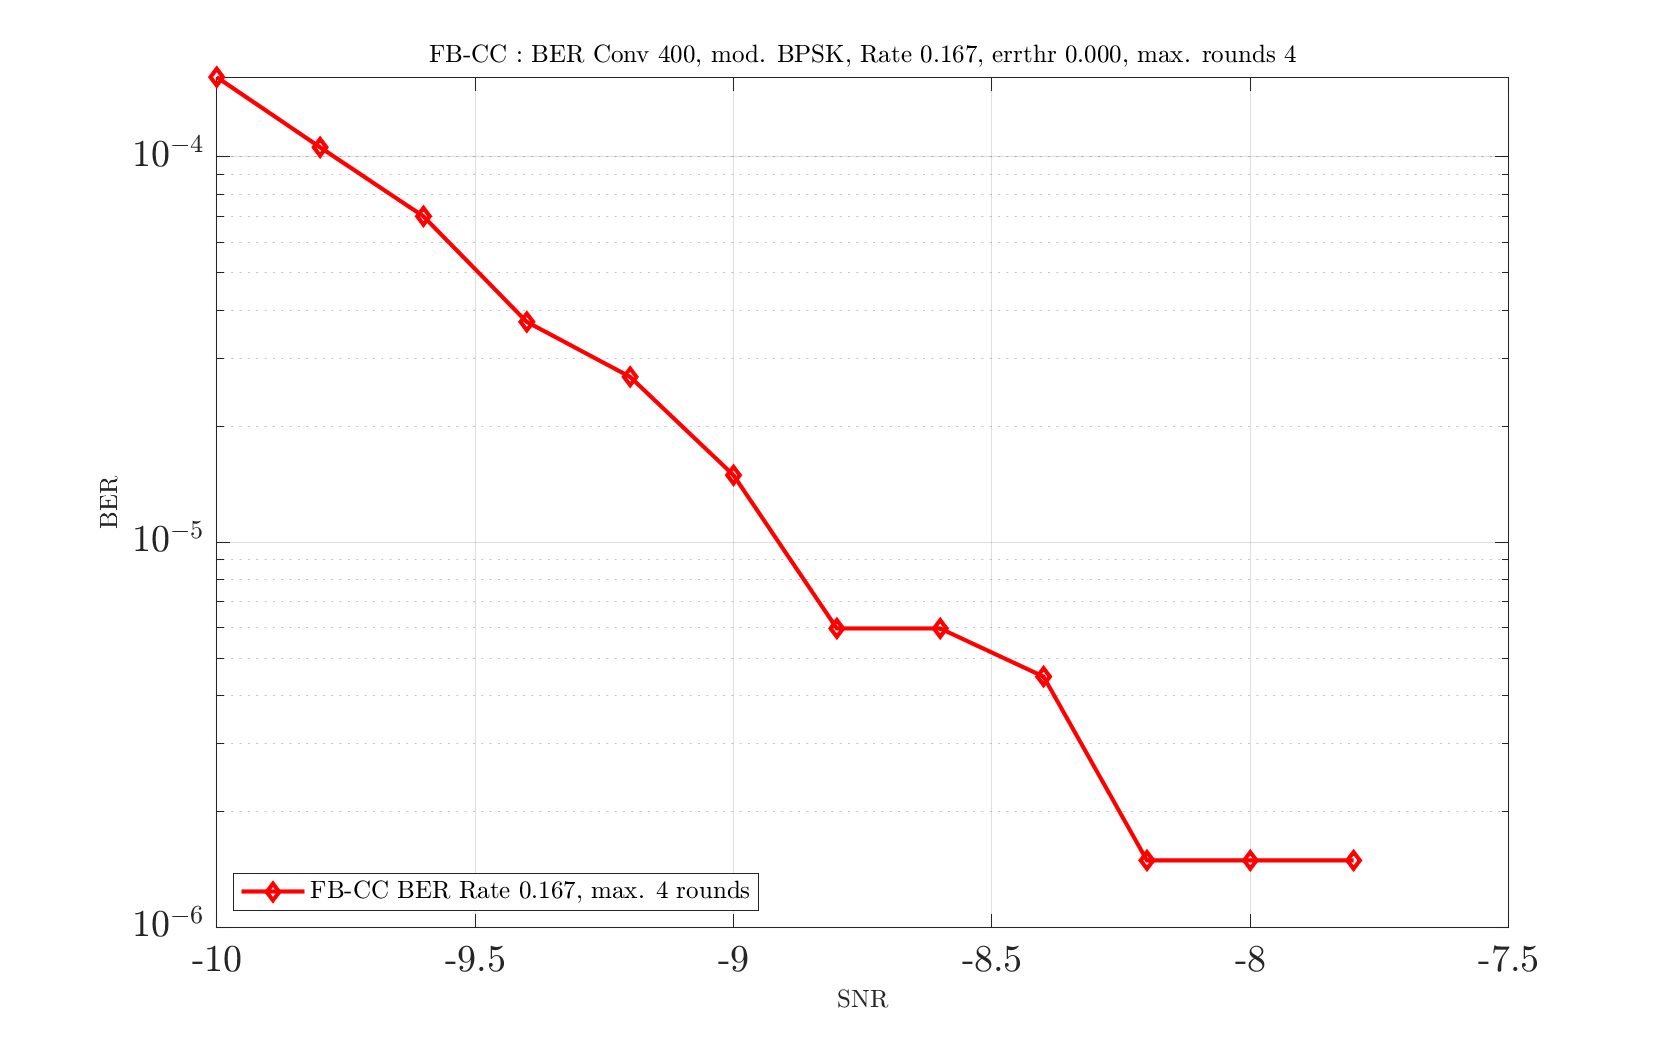 FB-CC : BER Conv 400, mod. BPSK, Rate 0.167, errthr 0.000, max. rounds 4
10⁻⁴
10⁻⁵
10⁻⁶
BER
FB-CC BER Rate 0.167, max. 4 rounds
-10 -9.5 -9 -8.5 -8 -7.5
SNR